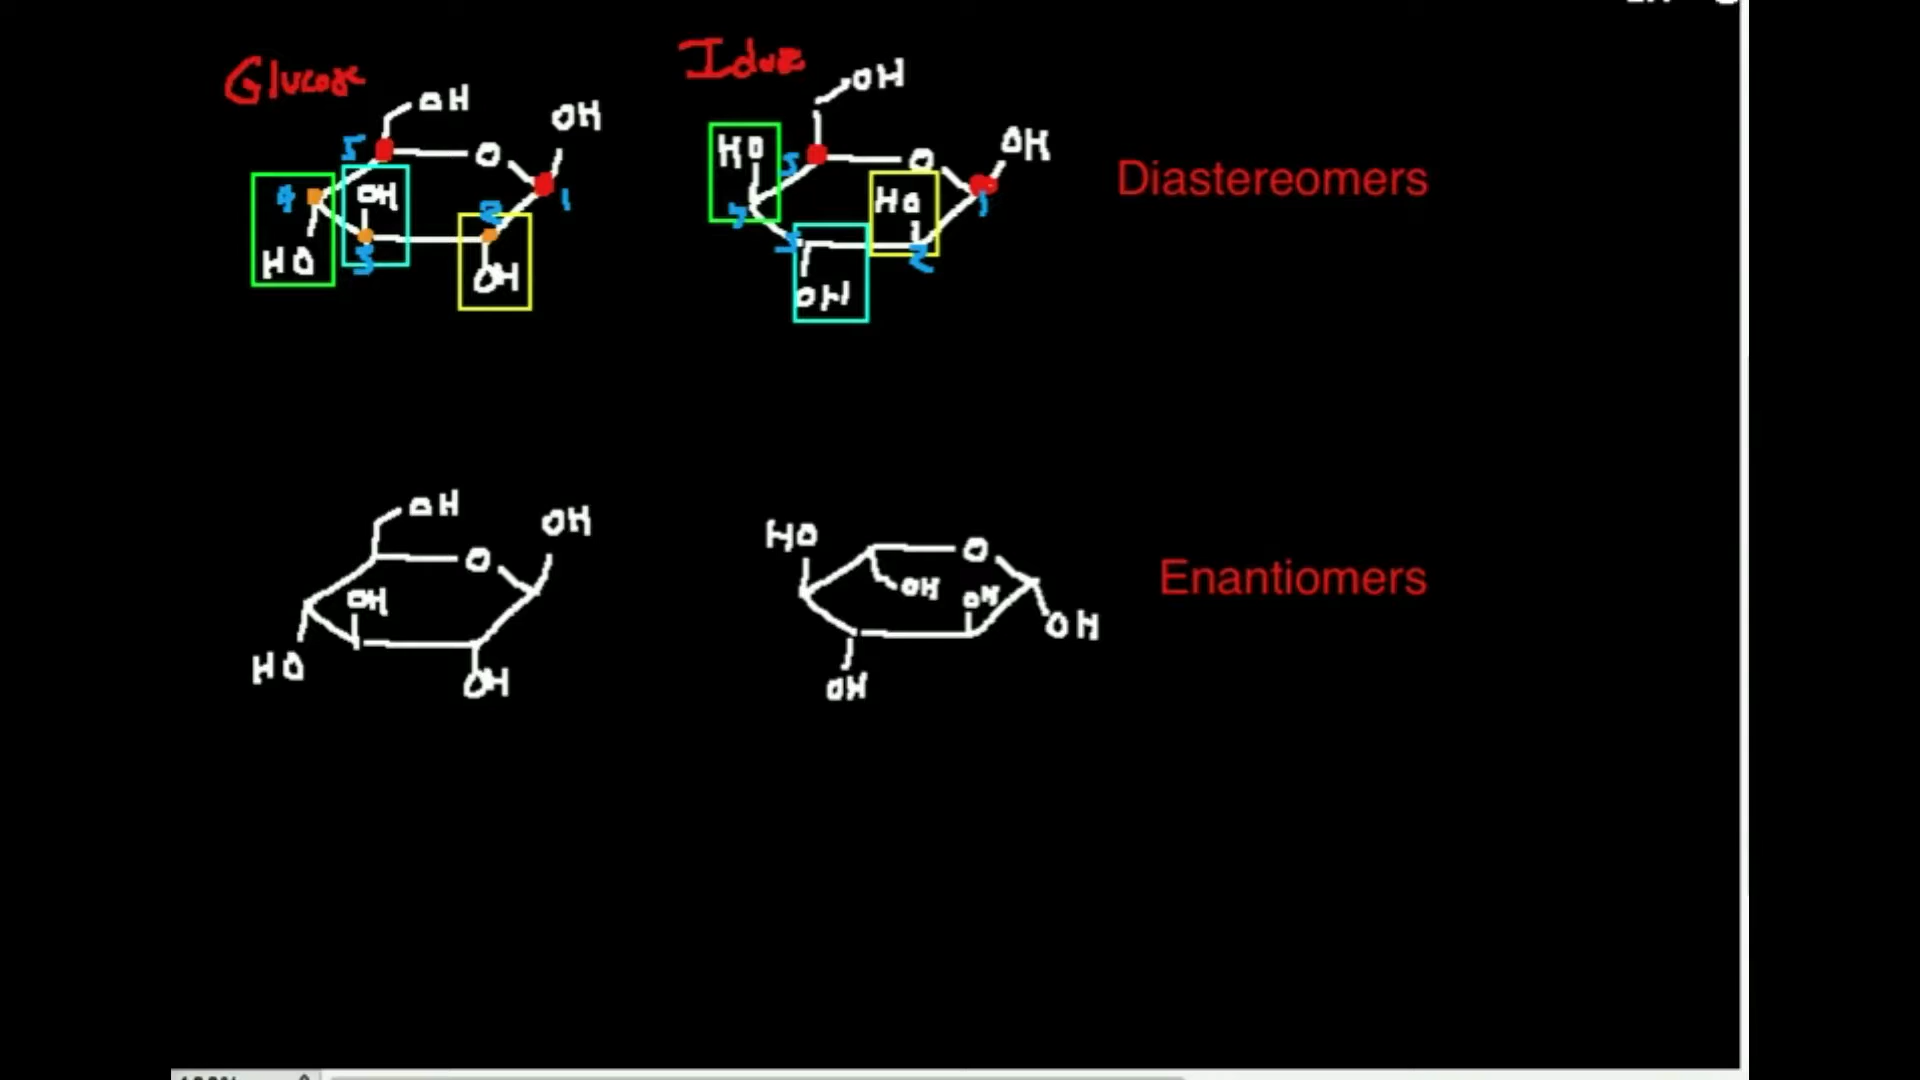 Glucose
OH
OH
5
O
4
OH
2
1
HO
3
OH
Idose
OH
OH
HO
5
O
HO
1
4
3
2
OH
Diastereomers
OH
OH
O
OH
HO
OH
HO
O
OH
OH
OH
OH
Enantiomers